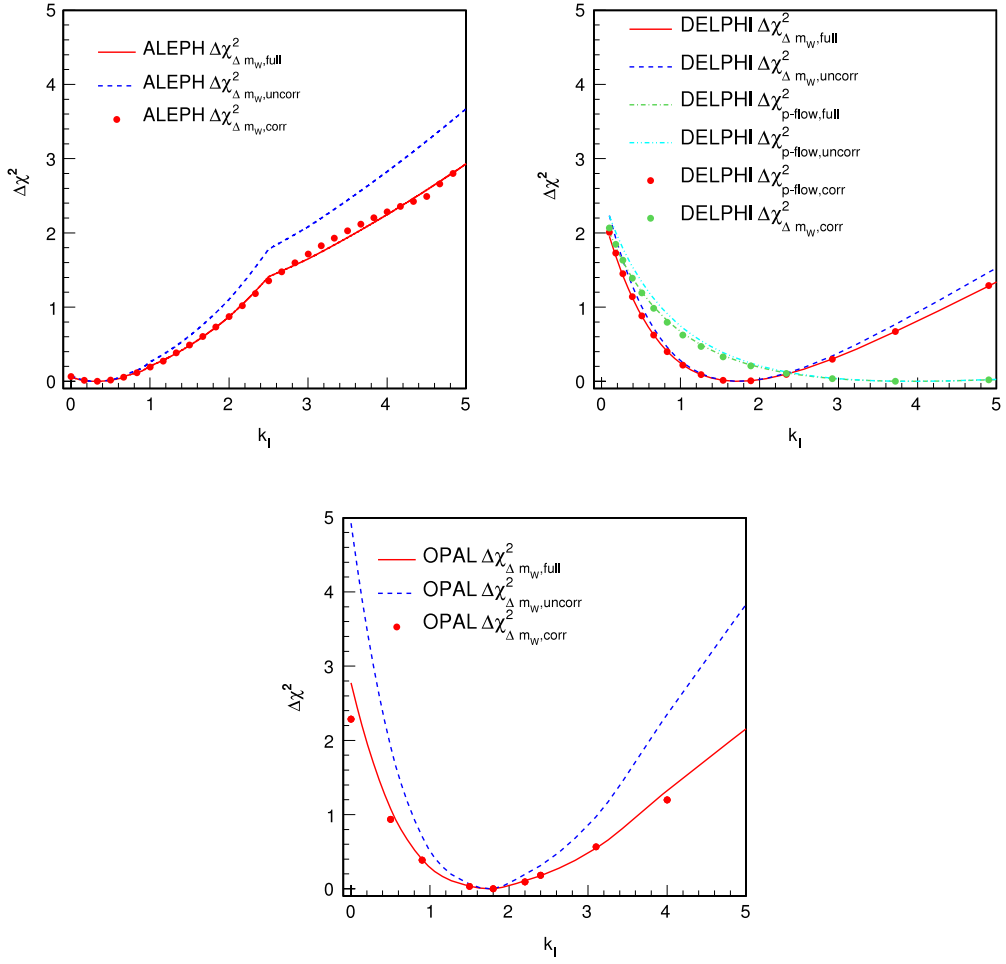 5
4
3
2
1
0
Δχ²
ALEPH Δχ²Δ mW,full
ALEPH Δχ²Δ mW,uncorr
ALEPH Δχ²Δ mW,corr
0 1 2 3 4 5
kI
5
4
3
2
1
0
Δχ²
DELPHI Δχ²Δ mW,full
DELPHI Δχ²Δ mW,uncorr
DELPHI Δχ²p-flow,full
DELPHI Δχ²p-flow,uncorr
DELPHI Δχ²p-flow,corr
DELPHI Δχ²Δ mW,corr
0 1 2 3 4 5
kI
5
4
3
2
1
0
Δχ²
OPAL Δχ²Δ mW,full
OPAL Δχ²Δ mW,uncorr
OPAL Δχ²Δ mW,corr
0 1 2 3 4 5
kI